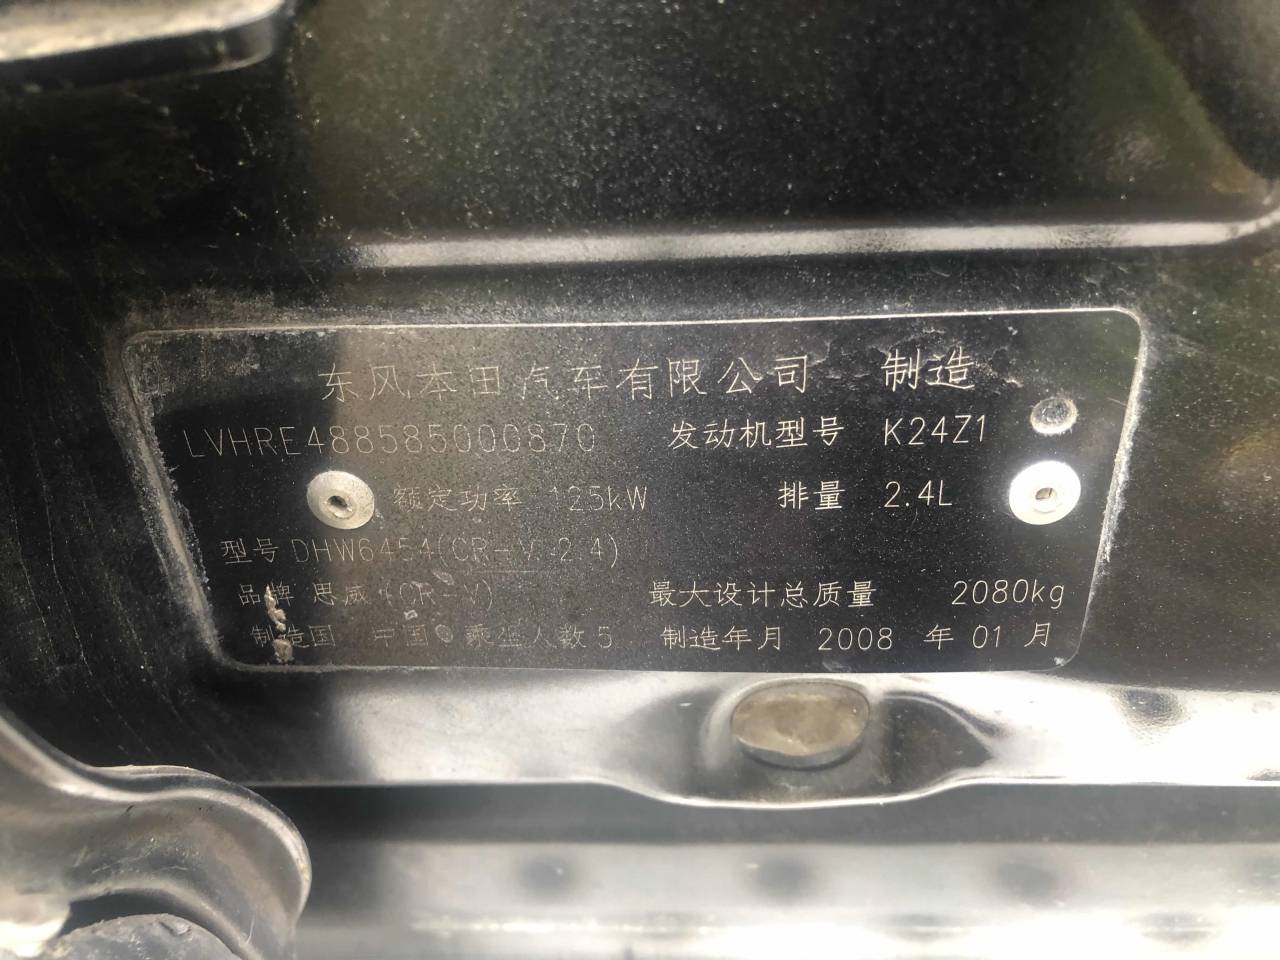 东风本田汽车有限公司 制造
LVHRE488585000870 发动机型号 K24Z1
额定功率 125kW 排量 2.4L
型号 DHW6454(CR-V 2.4)
品牌 思威(CR-V) 最大设计总质量 2080kg
制造国 中国 乘坐人数 5 制造年月 2008 年 01 月